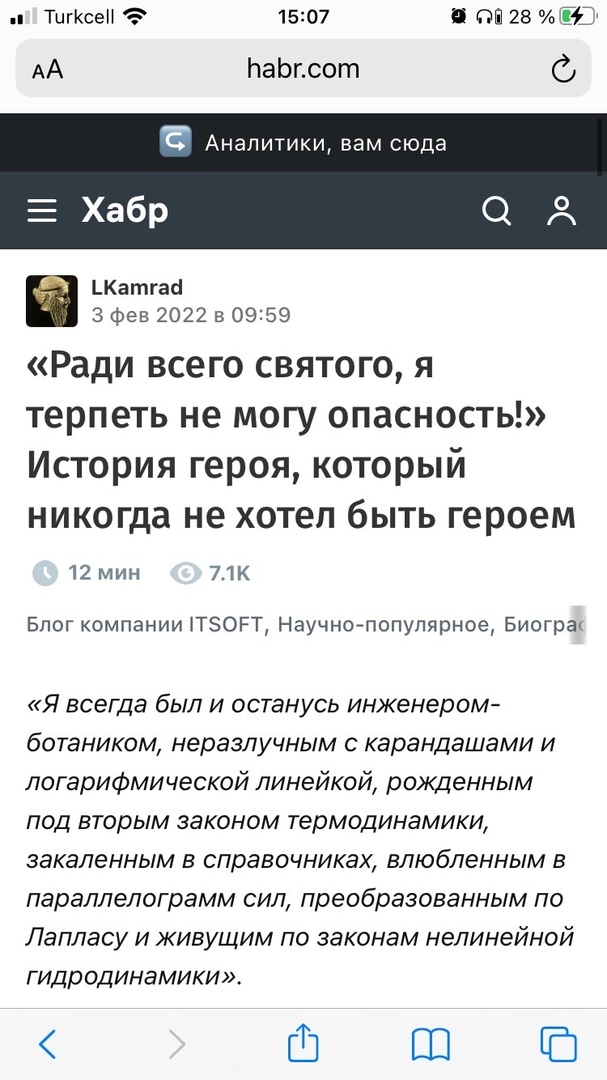 Turkcell 15:07 28 %
AA habr.com
Аналитики, вам сюда
Хабр
LKamrad
3 фев 2022 в 09:59
«Ради всего святого, я
терпеть не могу опасность!»
История героя, который
никогда не хотел быть героем
12 мин 7.1K
Блог компании ITSOFT, Научно-популярное,
«Я всегда был и останусь инженером-
ботаником, неразлучным с карандашами и
логарифмической линейкой, рожденным
под вторым законом термодинамики,
закаленным в справочниках, влюбленным в
параллелограмм сил, преобразованным по
Лапласу и живущим по законам нелинейной
гидродинамики».